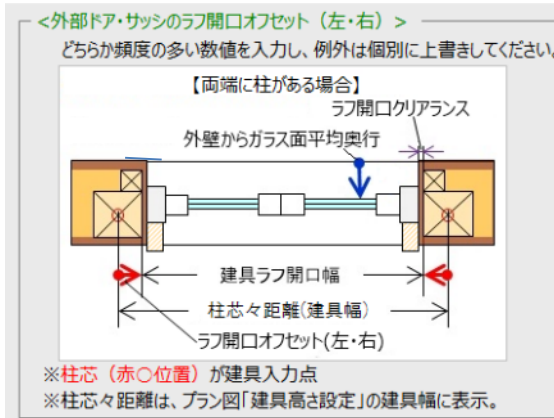 <外部ドア・サッシのラフ開口オフセット（左・右）>
どちらか頻度の多い数値を入力し、例外は個別に上書きしてください。
【両端に柱がある場合】
ラフ開口クリアランス
外壁からガラス面平均奥行
建具ラフ開口幅
柱芯々距離(建具幅)
ラフ開口オフセット(左・右)
※柱芯（赤○位置）が建具入力点
※柱芯々距離は、プラン図「建具高さ設定」の建具幅に表示。